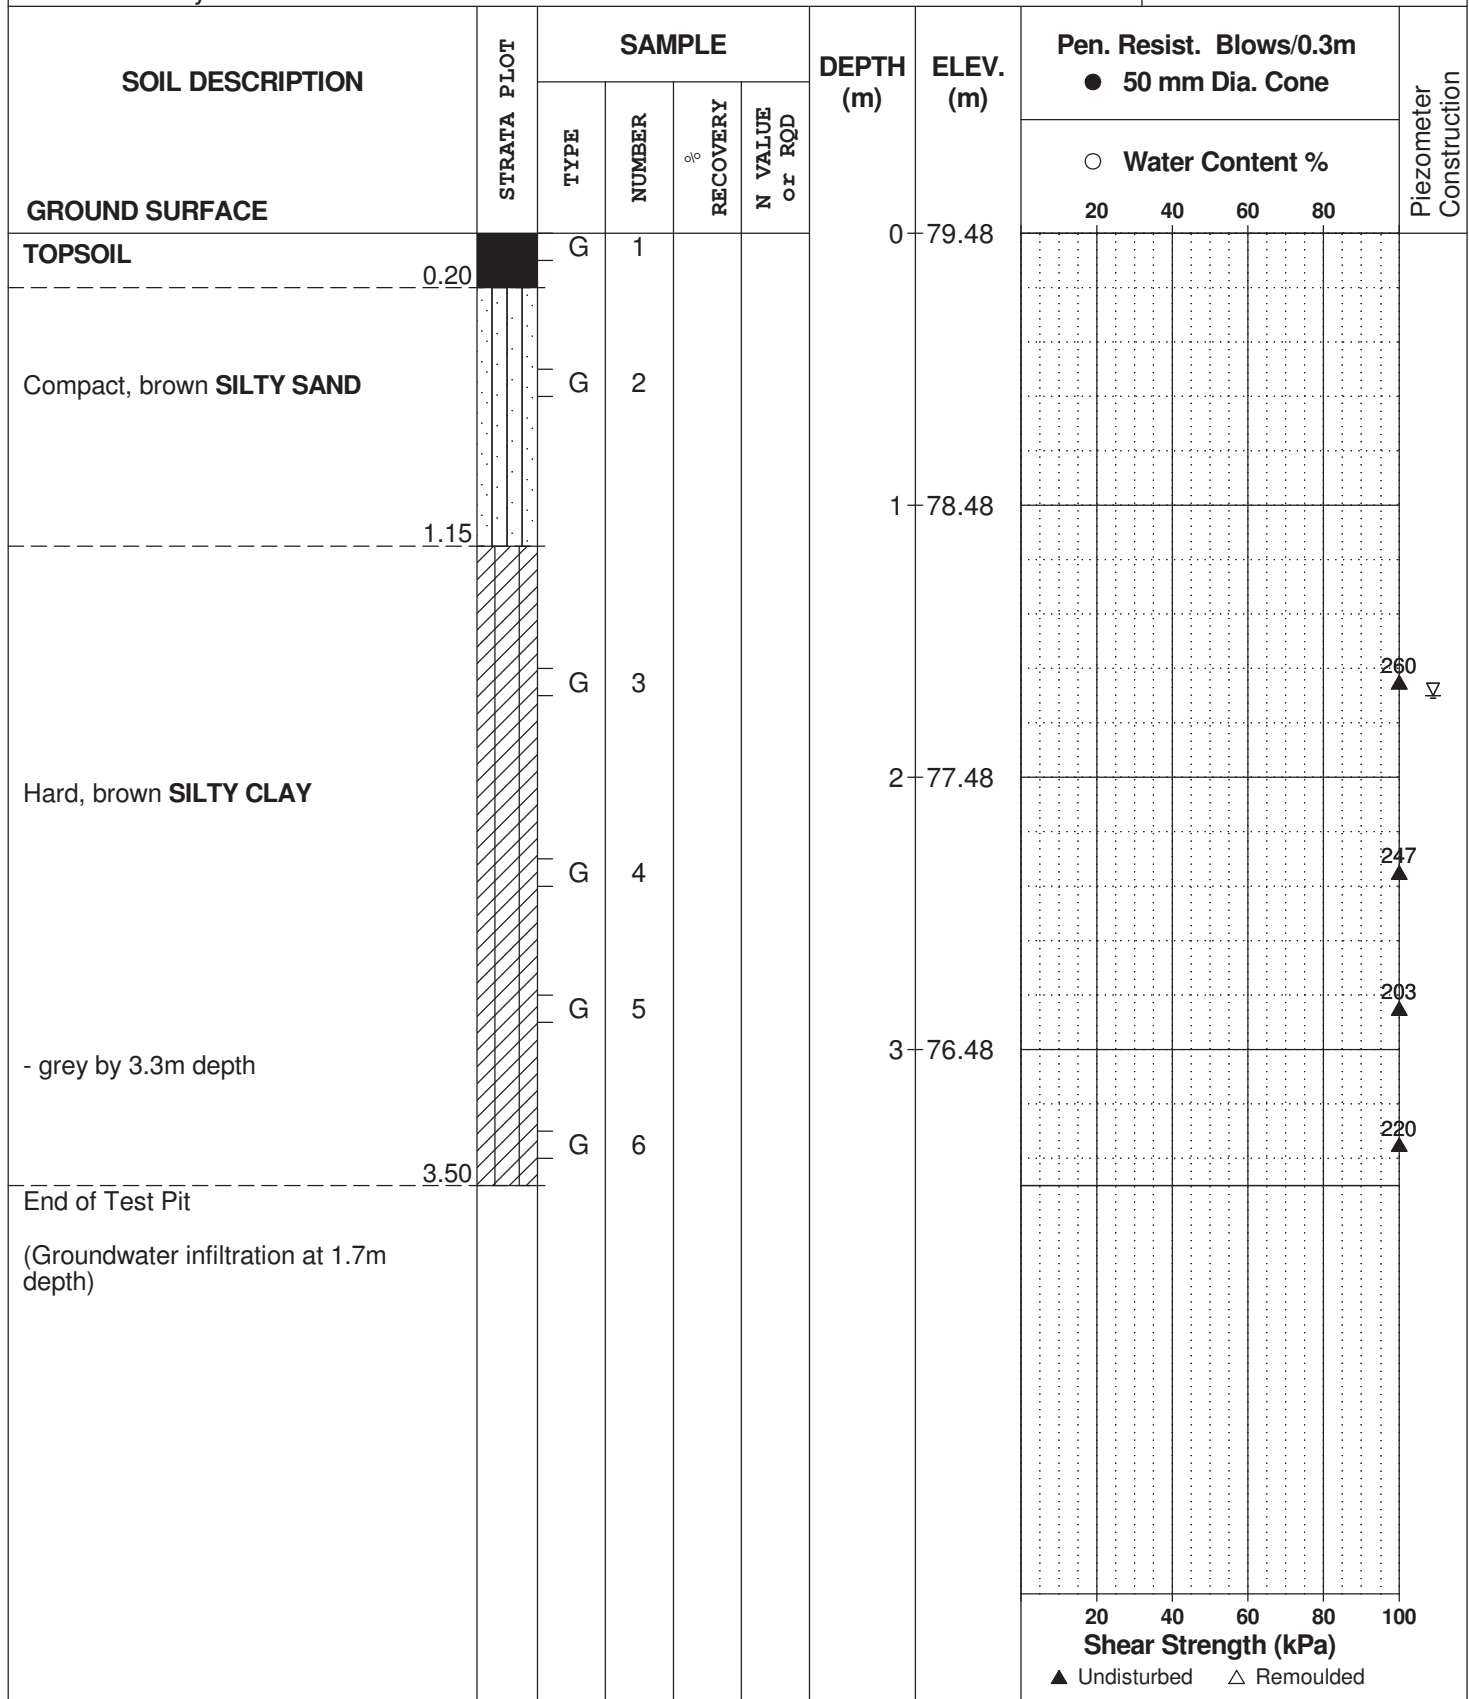 SOIL DESCRIPTION
GROUND SURFACE
STRATA PLOT
SAMPLE
TYPE
NUMBER
%
RECOVERY
N VALUE
or RQD
DEPTH
(m)
ELEV.
(m)
Pen. Resist. Blows/0.3m
● 50 mm Dia. Cone
○ Water Content %
20 40 60 80
Piezometer
Construction
TOPSOIL
0.20
G 1
0 79.48
Compact, brown SILTY SAND
G 2
1 78.48
1.15
G 3
260
2 77.48
Hard, brown SILTY CLAY
G 4
247
G 5
203
3 76.48
- grey by 3.3m depth
G 6
220
3.50
End of Test Pit
(Groundwater infiltration at 1.7m
depth)
20 40 60 80 100
Shear Strength (kPa)
▲ Undisturbed △ Remoulded